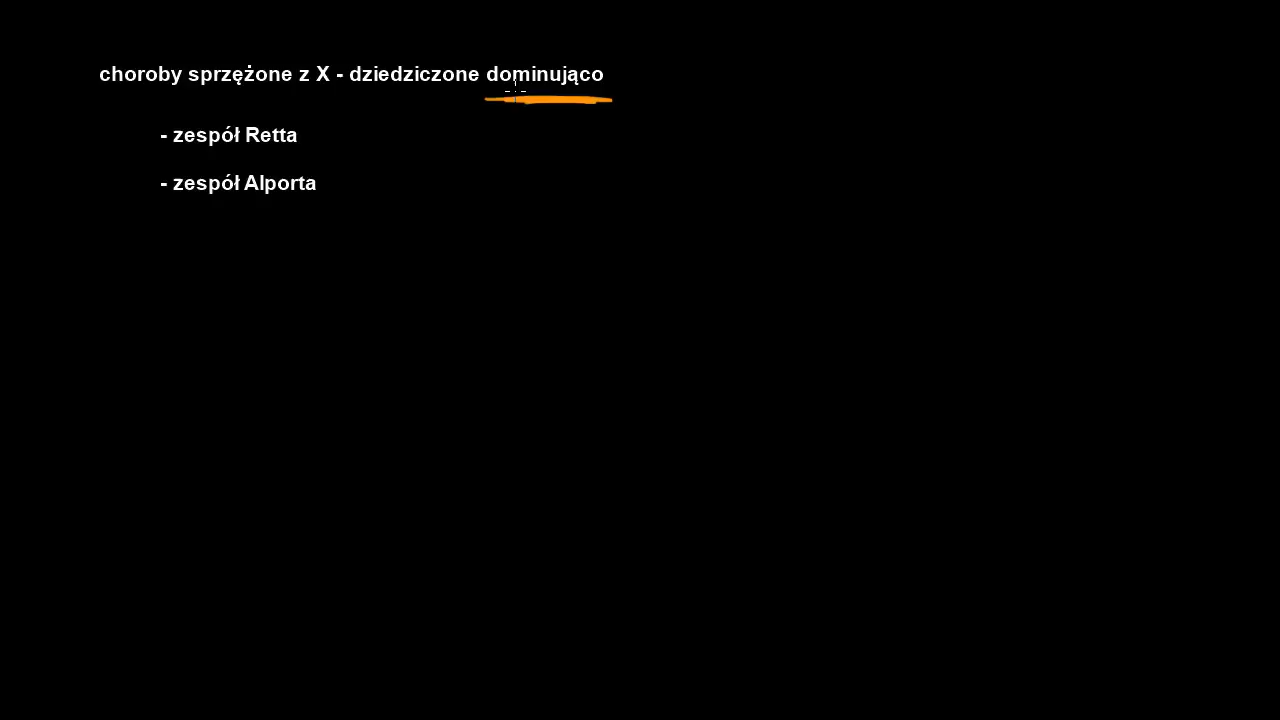 choroby sprzężone z X - dziedziczone dominująco
- zespół Retta
- zespół Alporta